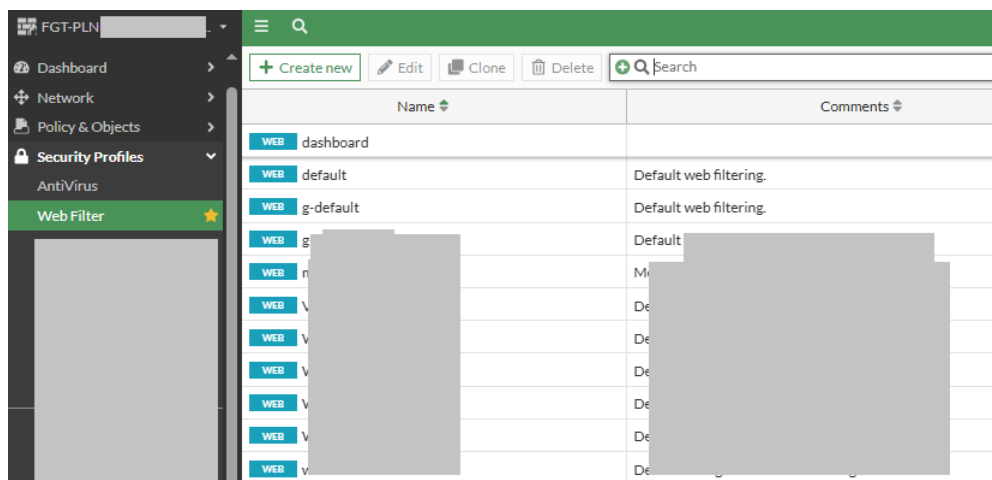 FGT-PLN
Dashboard
Network
Policy & Objects
Security Profiles
AntiVirus
Web Filter
Create new Edit Clone Delete Search
Name Comments
WEB dashboard
WEB default Default web filtering.
WEB g-default Default web filtering.
WEB Default
WEB
WEB
WEB
WEB
WEB
WEB
WEB